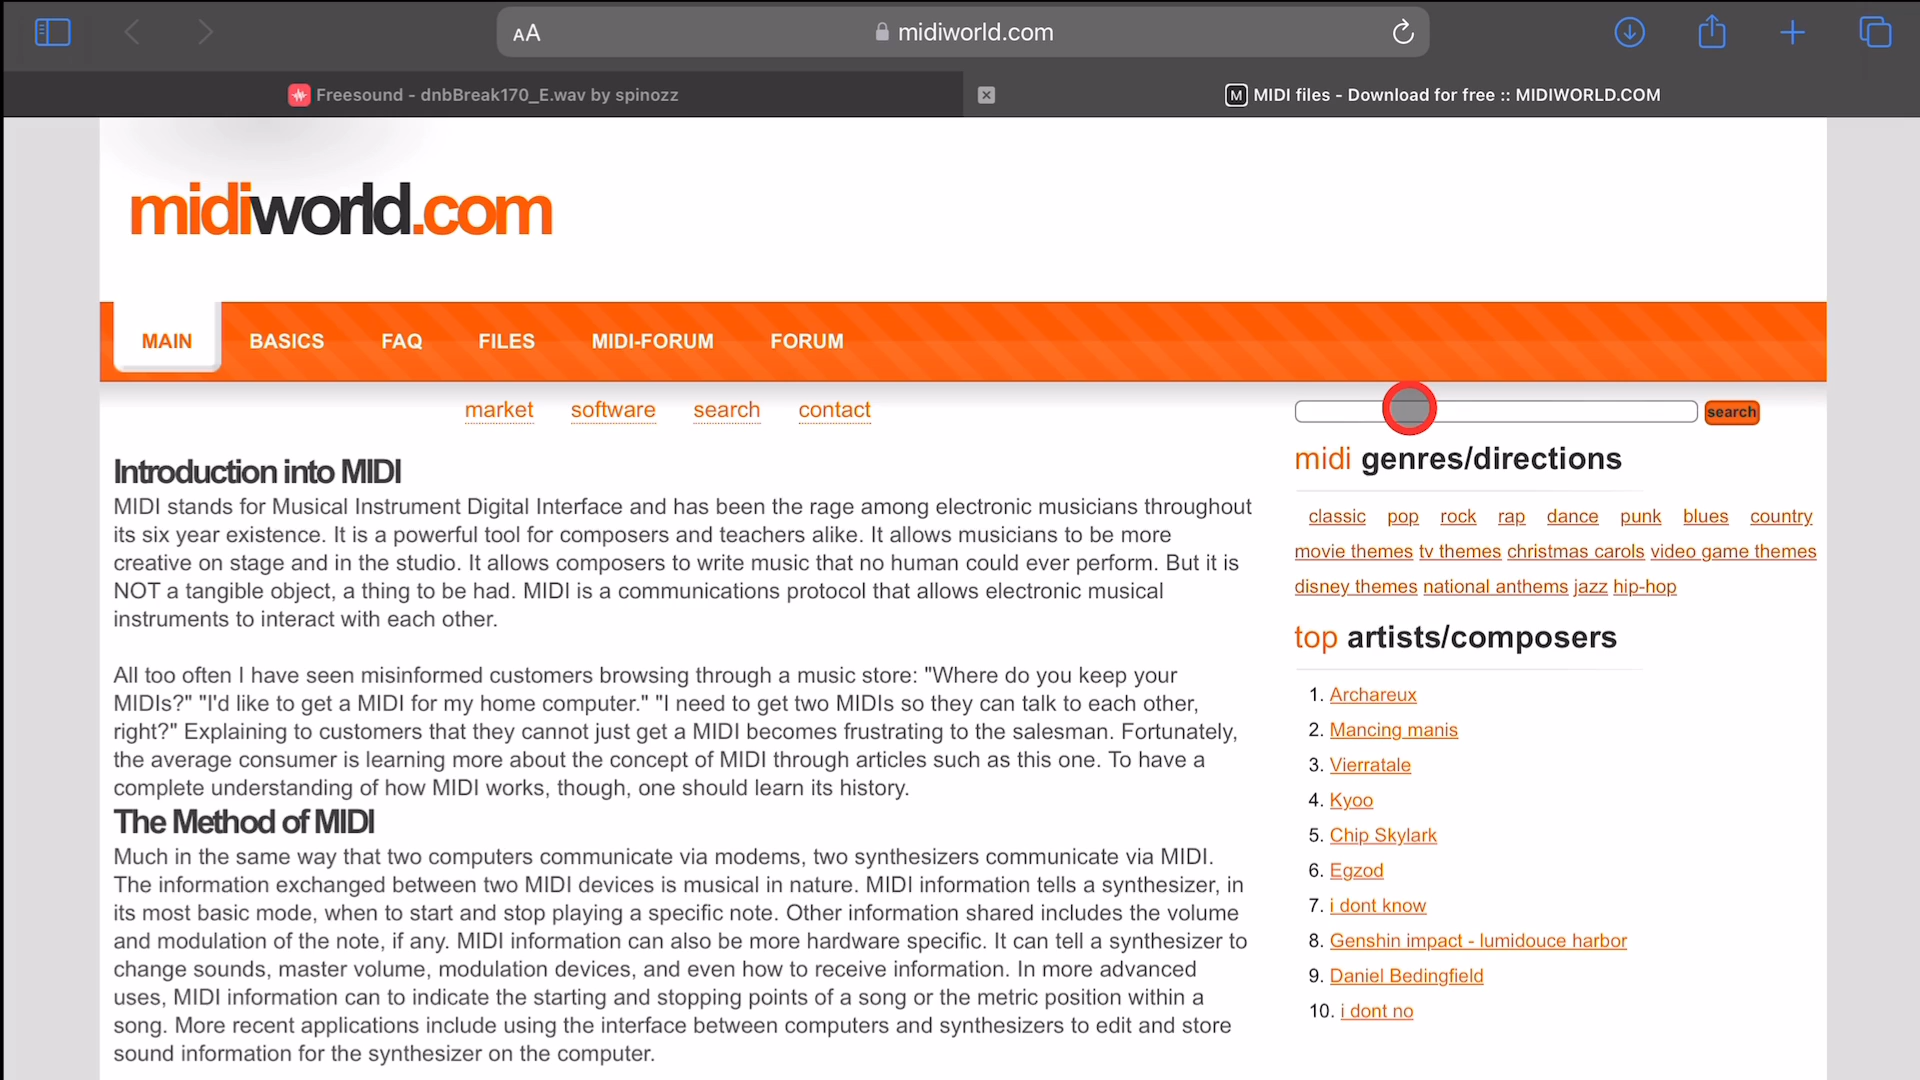 AA
midiworld.com
Freesound - dnbBreak170_E.wav by spinozz
M MIDI files - Download for free :: MIDIWORLD.COM
midiworld.com
MAIN BASICS FAQ FILES MIDI-FORUM FORUM
market software search contact
search
Introduction into MIDI
MIDI stands for Musical Instrument Digital Interface and has been the rage among electronic musicians throughout
its six year existence. It is a powerful tool for composers and teachers alike. It allows musicians to be more
creative on stage and in the studio. It allows composers to write music that no human could ever perform. But it is
NOT a tangible object, a thing to be had. MIDI is a communications protocol that allows electronic musical
instruments to interact with each other.
All too often I have seen misinformed customers browsing through a music store: "Where do you keep your
MIDIs?" "I'd like to get a MIDI for my home computer." "I need to get two MIDIs so they can talk to each other,
right?" Explaining to customers that they cannot just get a MIDI becomes frustrating to the salesman. Fortunately,
the average consumer is learning more about the concept of MIDI through articles such as this one. To have a
complete understanding of how MIDI works, though, one should learn its history.
The Method of MIDI
Much in the same way that two computers communicate via modems, two synthesizers communicate via MIDI.
The information exchanged between two MIDI devices is musical in nature. MIDI information tells a synthesizer, in
its most basic mode, when to start and stop playing a specific note. Other information shared includes the volume
and modulation of the note, if any. MIDI information can also be more hardware specific. It can tell a synthesizer to
change sounds, master volume, modulation devices, and even how to receive information. In more advanced
uses, MIDI information can to indicate the starting and stopping points of a song or the metric position within a
song. More recent applications include using the interface between computers and synthesizers to edit and store
sound information for the synthesizer on the computer.
midi genres/directions
classic pop rock rap dance punk blues country
movie themes tv themes christmas carols video game themes
disney themes national anthems jazz hip-hop
top artists/composers
1. Archareux
2. Mancing manis
3. Vierratale
4. Kyoo
5. Chip Skylark
6. Egzod
7. i dont know
8. Genshin impact - lumidouce harbor
9. Daniel Bedingfield
10. i dont no